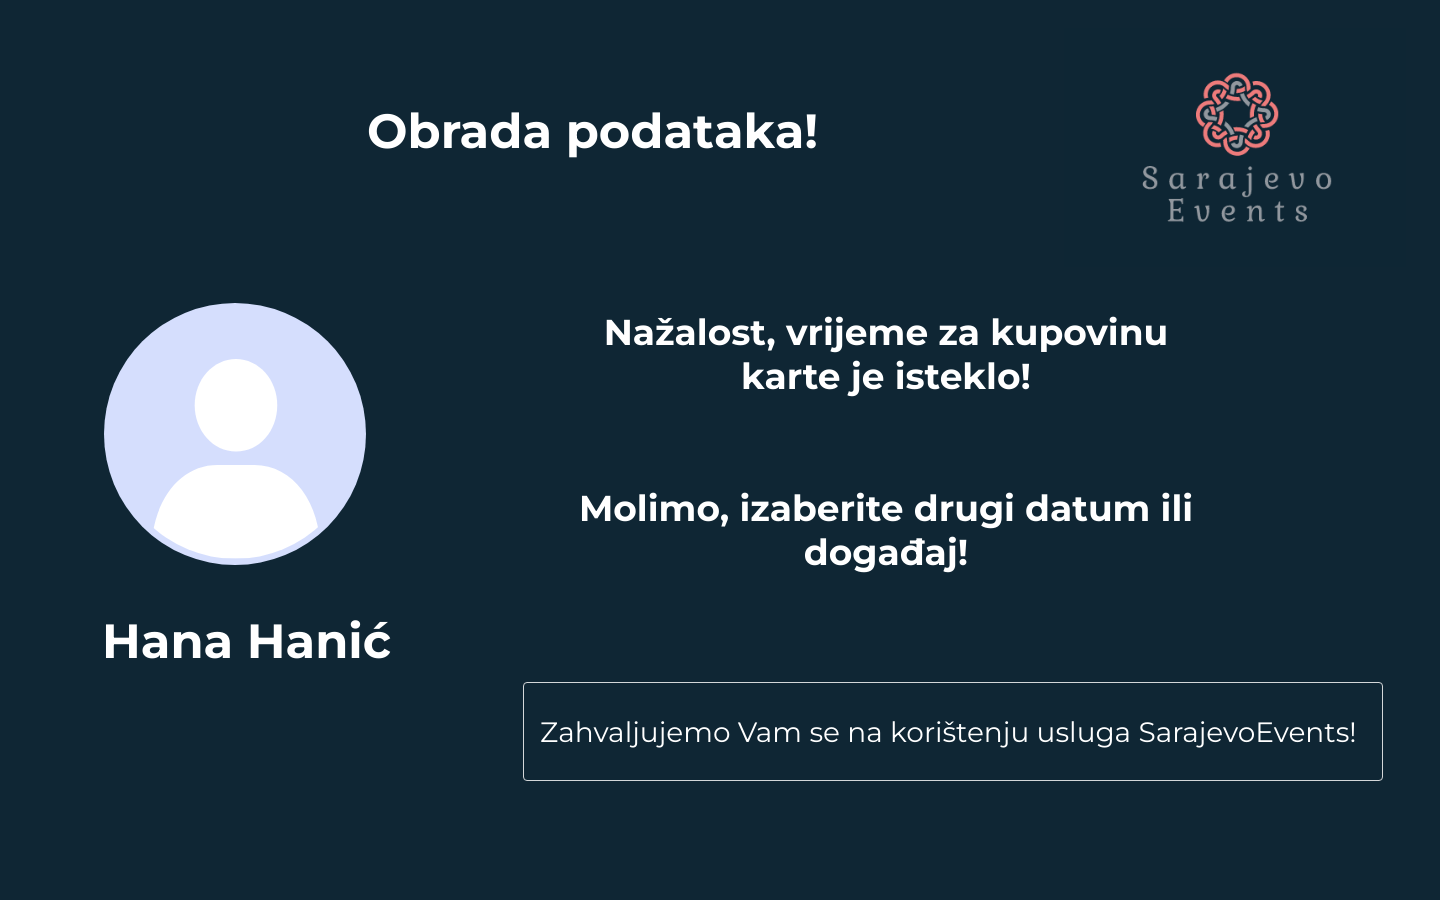 Obrada podataka!
Sarajevo
Events
Nažalost, vrijeme za kupovinu
karte je isteklo!
Molimo, izaberite drugi datum ili
događaj!
Hana Hanić
Zahvaljujemo Vam se na korištenju usluga SarajevoEvents!